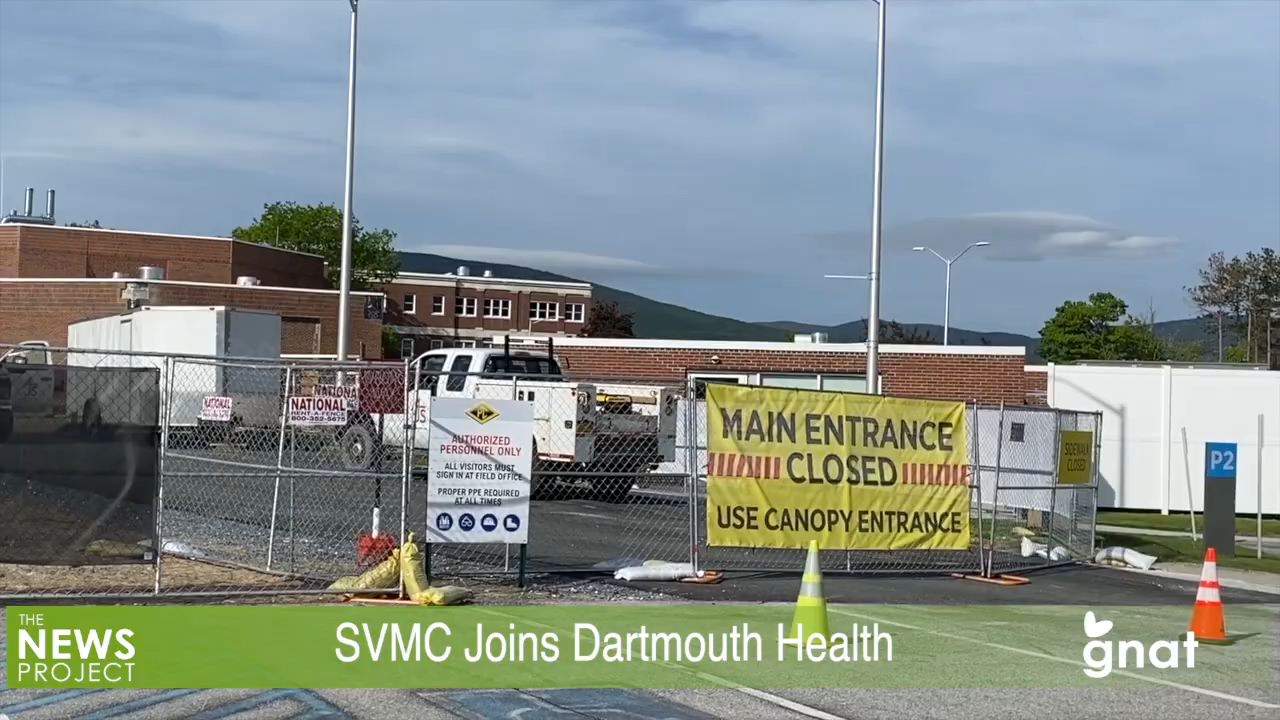 NATIONAL
NATIONAL
NATIONAL
RENT-A-FENCE
800-352-5675
PL
AUTHORIZED
PERSONNEL ONLY
ALL VISITORS MUST
SIGN IN AT FIELD OFFICE
PROPER PPE REQUIRED
AT ALL TIMES
MAIN ENTRANCE
CLOSED
USE CANOPY ENTRANCE
SIDEWALK
CLOSED
P2
THE
NEWS
PROJECT
SVMC Joins Dartmouth Health
gnat